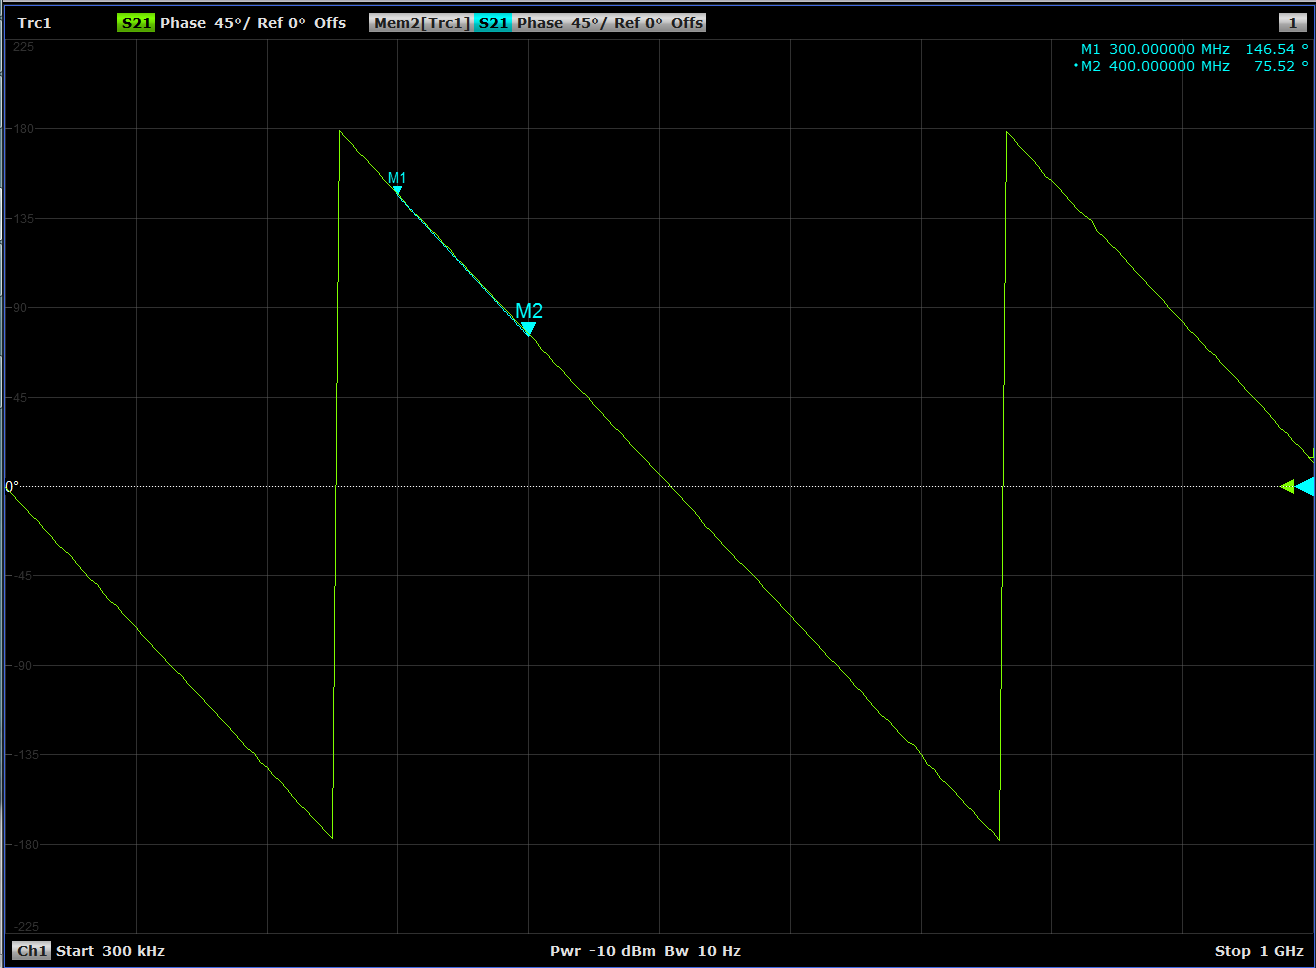 Trc1 S21 Phase 45°/ Ref 0° Offs Mem2[Trc1] S21 Phase 45°/ Ref 0° Offs 1
225
M1 300.000000 MHz 146.54 °
•M2 400.000000 MHz 75.52 °
180
M1
135
90
M2
45
0°
-45
-90
-135
-180
-225
Ch1 Start 300 kHz Pwr -10 dBm Bw 10 Hz Stop 1 GHz